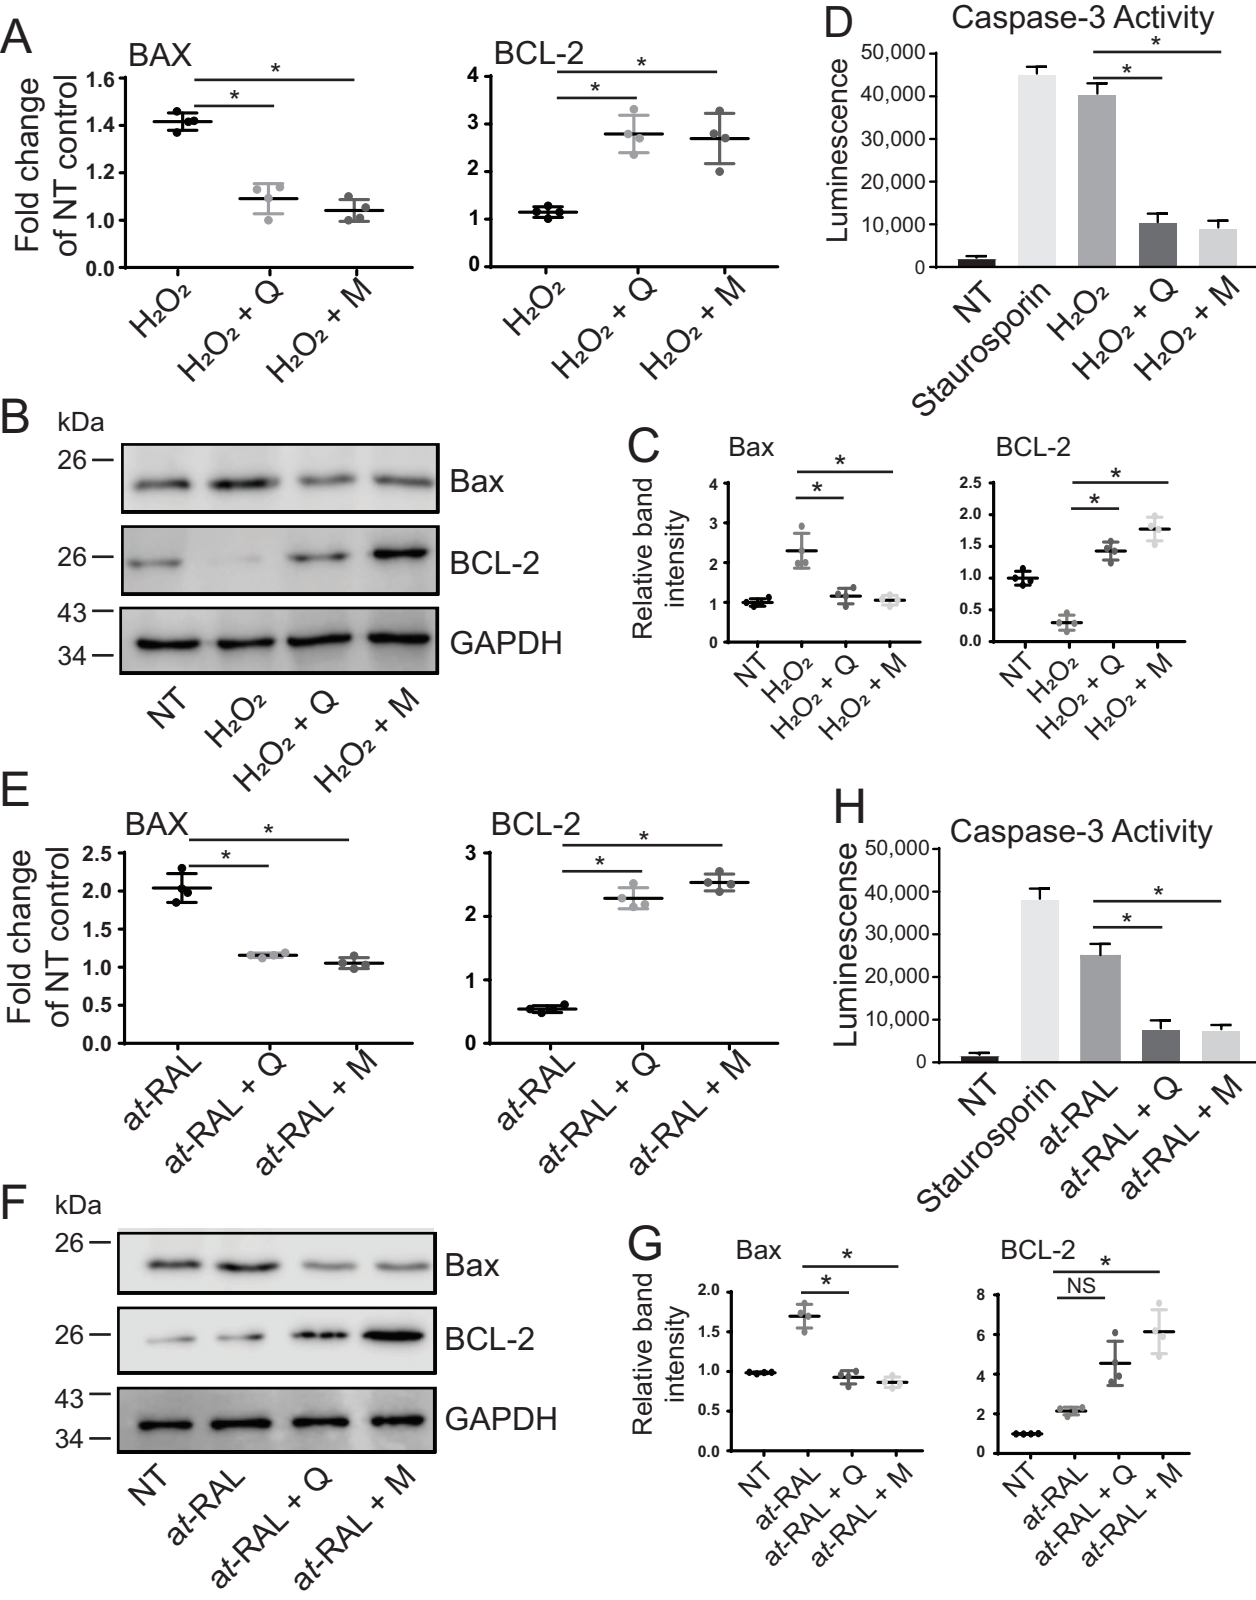 A
BAX
Fold change
of NT control
1.6
1.4
1.2
1.0
0.0
*
*
H₂O₂
H₂O₂ + Q
H₂O₂ + M
BCL-2
4
3
2
1
0
*
*
H₂O₂
H₂O₂ + Q
H₂O₂ + M
D
Caspase-3 Activity
Luminescence
50,000
40,000
30,000
20,000
10,000
0
*
*
NT
Staurosporin
H₂O₂
H₂O₂ + Q
H₂O₂ + M
B
kDa
26
Bax
26
BCL-2
43
34
GAPDH
NT
H₂O₂
H₂O₂ + Q
H₂O₂ + M
C
Bax
Relative band
intensity
4
3
2
1
0
*
*
NT
H₂O₂
H₂O₂ + Q
H₂O₂ + M
BCL-2
2.5
2.0
1.5
1.0
0.5
0.0
*
*
NT
H₂O₂
H₂O₂ + Q
H₂O₂ + M
E
BAX
Fold change
of NT control
2.5
2.0
1.5
1.0
0.5
0.0
*
*
at-RAL
at-RAL + Q
at-RAL + M
BCL-2
3
2
1
0
*
*
at-RAL
at-RAL + Q
at-RAL + M
H
Caspase-3 Activity
Luminescense
50,000
40,000
30,000
20,000
10,000
0
*
*
NT
Staurosporin
at-RAL
at-RAL + Q
at-RAL + M
F
kDa
26
Bax
26
BCL-2
43
34
GAPDH
NT
at-RAL
at-RAL + Q
at-RAL + M
G
Bax
Relative band
intensity
2.0
1.5
1.0
0.5
0.0
*
*
NT
at-RAL
at-RAL + Q
at-RAL + M
BCL-2
8
6
4
2
0
*
NS
NT
at-RAL
at-RAL + Q
at-RAL + M